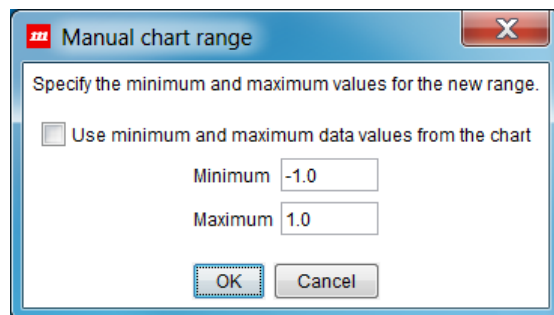 m Manual chart range X
Specify the minimum and maximum values for the new range.
Use minimum and maximum data values from the chart
Minimum -1.0
Maximum 1.0
OK Cancel